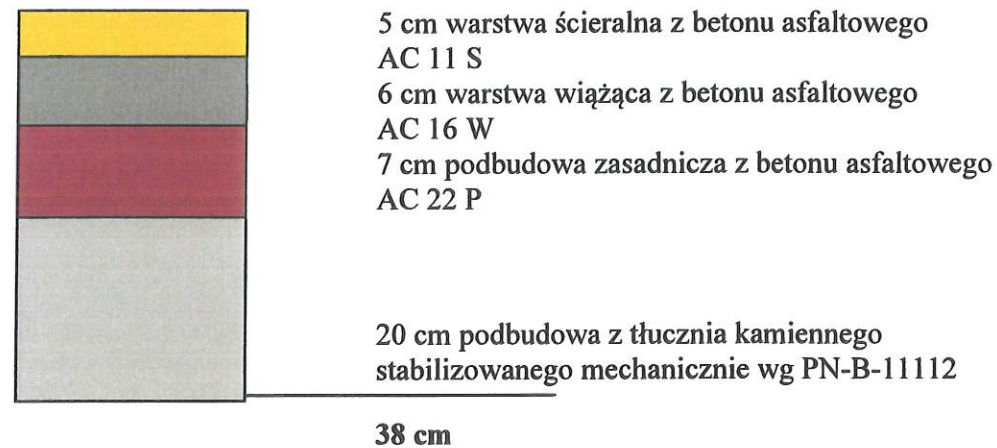 5 cm warstwa ścieralna z betonu asfaltowego
AC 11 S
6 cm warstwa wiążąca z betonu asfaltowego
AC 16 W
7 cm podbudowa zasadnicza z betonu asfaltowego
AC 22 P
20 cm podbudowa z tłucznia kamiennego
stabilizowanego mechanicznie wg PN-B-11112
38 cm